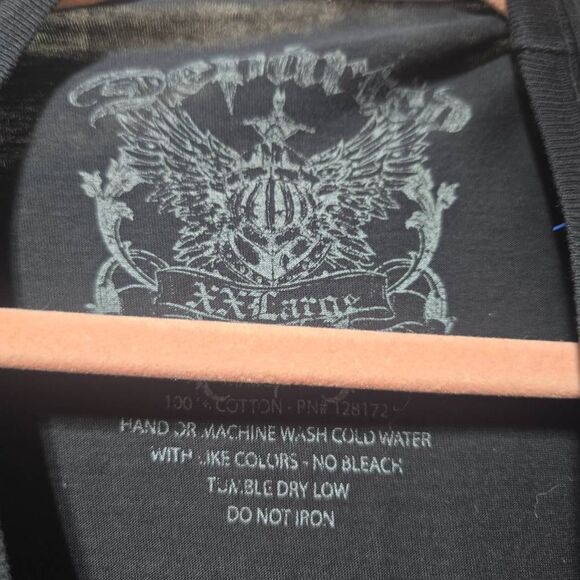 XXLarge
100% COTTON - PN# 128172
HAND OR MACHINE WASH COLD WATER
WITH LIKE COLORS - NO BLEACH
TUMBLE DRY LOW
DO NOT IRON